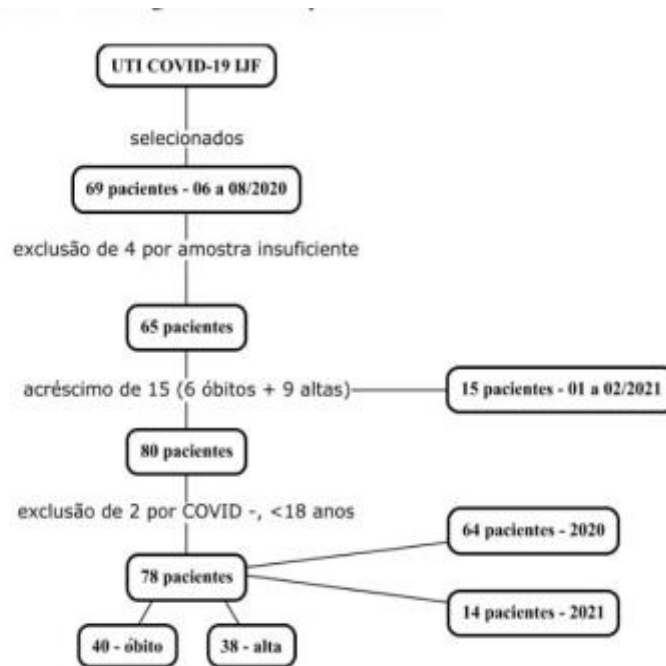 UTI COVID-19 IJF
selecionados
69 pacientes - 06 a 08/2020
exclusão de 4 por amostra insuficiente
65 pacientes
acréscimo de 15 (6 óbitos + 9 altas)
15 pacientes - 01 a 02/2021
80 pacientes
exclusão de 2 por COVID -, <18 anos
64 pacientes - 2020
78 pacientes
14 pacientes - 2021
40 - óbito
38 - alta